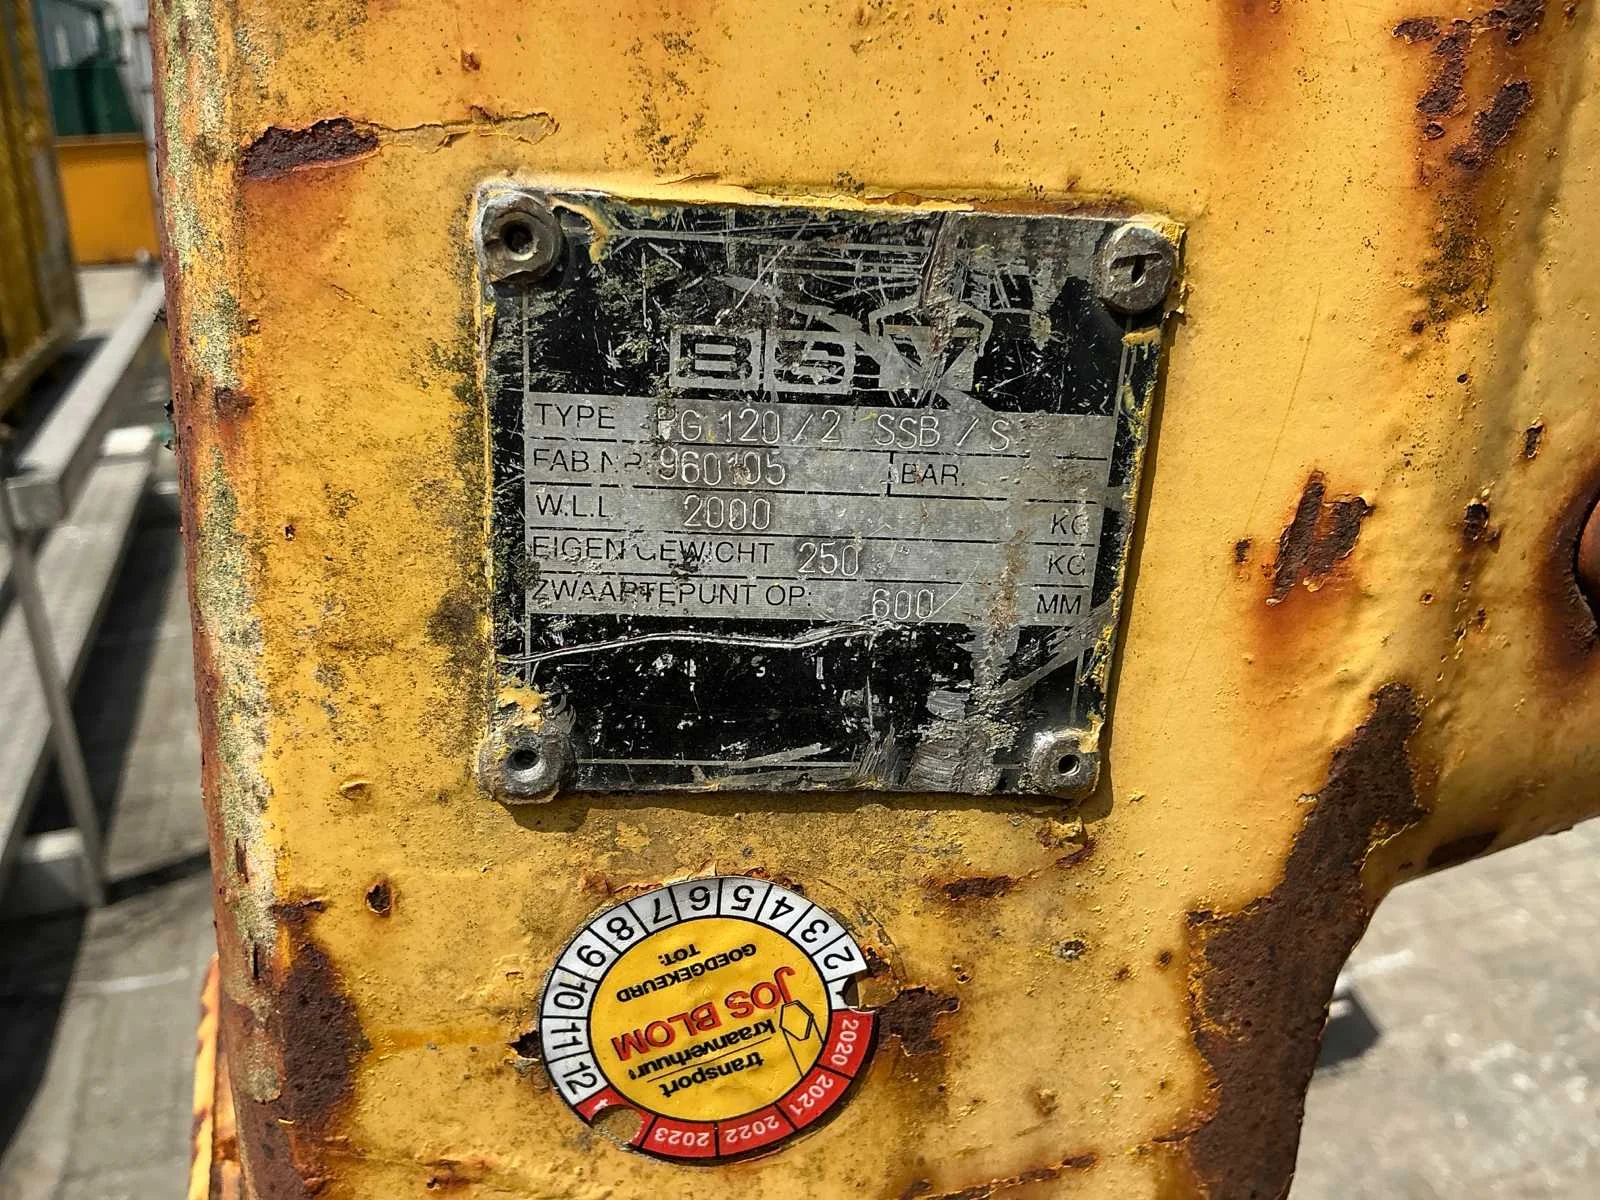 BGV
TYPE PG 120/2 SSB/S
FAB.NR. 960105 BAR.
W.L.L 2000 KG
EIGEN GEWICHT 250 KG
ZWAARTEPUNT OP: 600 MM
transport
kraanverhuur
JOS BLOM
GOEDGEKEURD
TOT:
2 3 4 5 6 7 8 9 10 11 12
2020 2021 2022 2023